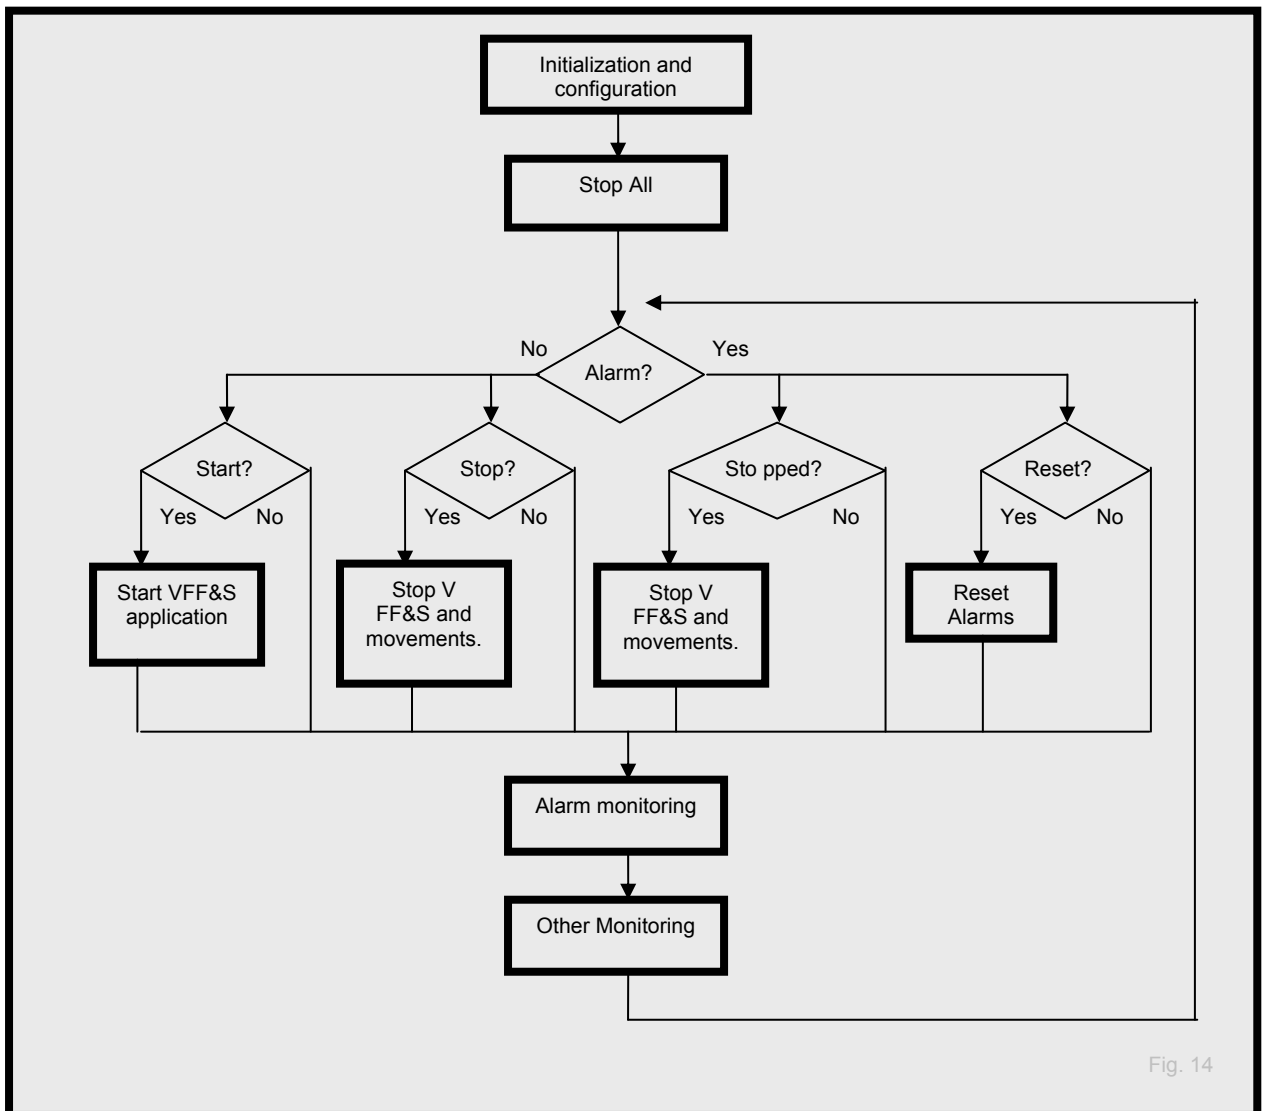 Initialization and
configuration
Stop All
No
Yes
Alarm?
Start?
Stop?
Sto pped?
Reset?
Yes
No
Yes
No
Yes
No
Yes
No
Start VFF&S
application
Stop V
FF&S and
movements.
Stop V
FF&S and
movements.
Reset
Alarms
Alarm monitoring
Other Monitoring
Fig. 14